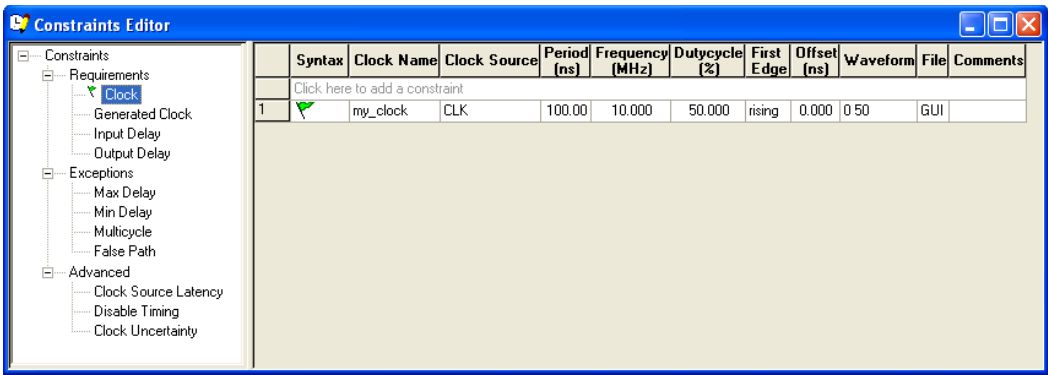 Constraints Editor
Constraints
Requirements
Clock
Generated Clock
Input Delay
Output Delay
Exceptions
Max Delay
Min Delay
Multicycle
False Path
Advanced
Clock Source Latency
Disable Timing
Clock Uncertainty
Syntax Clock Name Clock Source Period (ns) Frequency (MHz) Dutycycle (%) First Edge Offset (ns) Waveform File Comments
Click here to add a constraint
1 my_clock CLK 100.00 10.000 50.000 rising 0.000 0 50 GUI